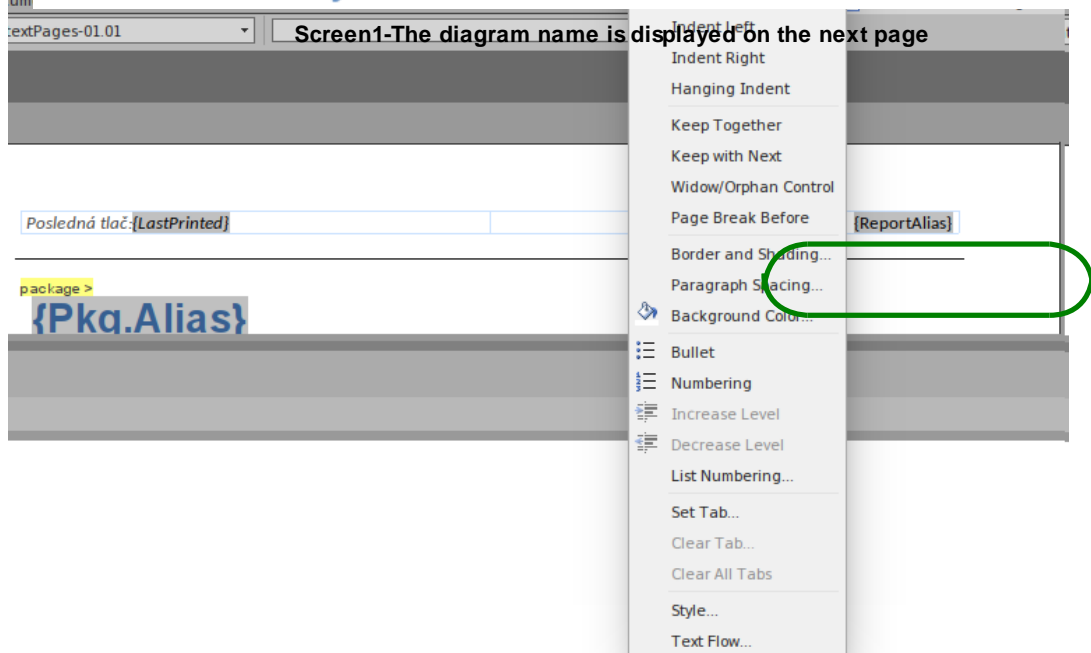 extPages-01.01
Screen1-The diagram name is displayed on the next page
Indent Left
Indent Right
Hanging Indent
Keep Together
Keep with Next
Widow/Orphan Control
Page Break Before
Posledná tlač:{LastPrinted}
{ReportAlias}
Border and Shading...
Paragraph Spacing...
package >
{Pkg.Alias}
Background Color...
Bullet
Numbering
Increase Level
Decrease Level
List Numbering...
Set Tab...
Clear Tab...
Clear All Tabs
Style...
Text Flow...